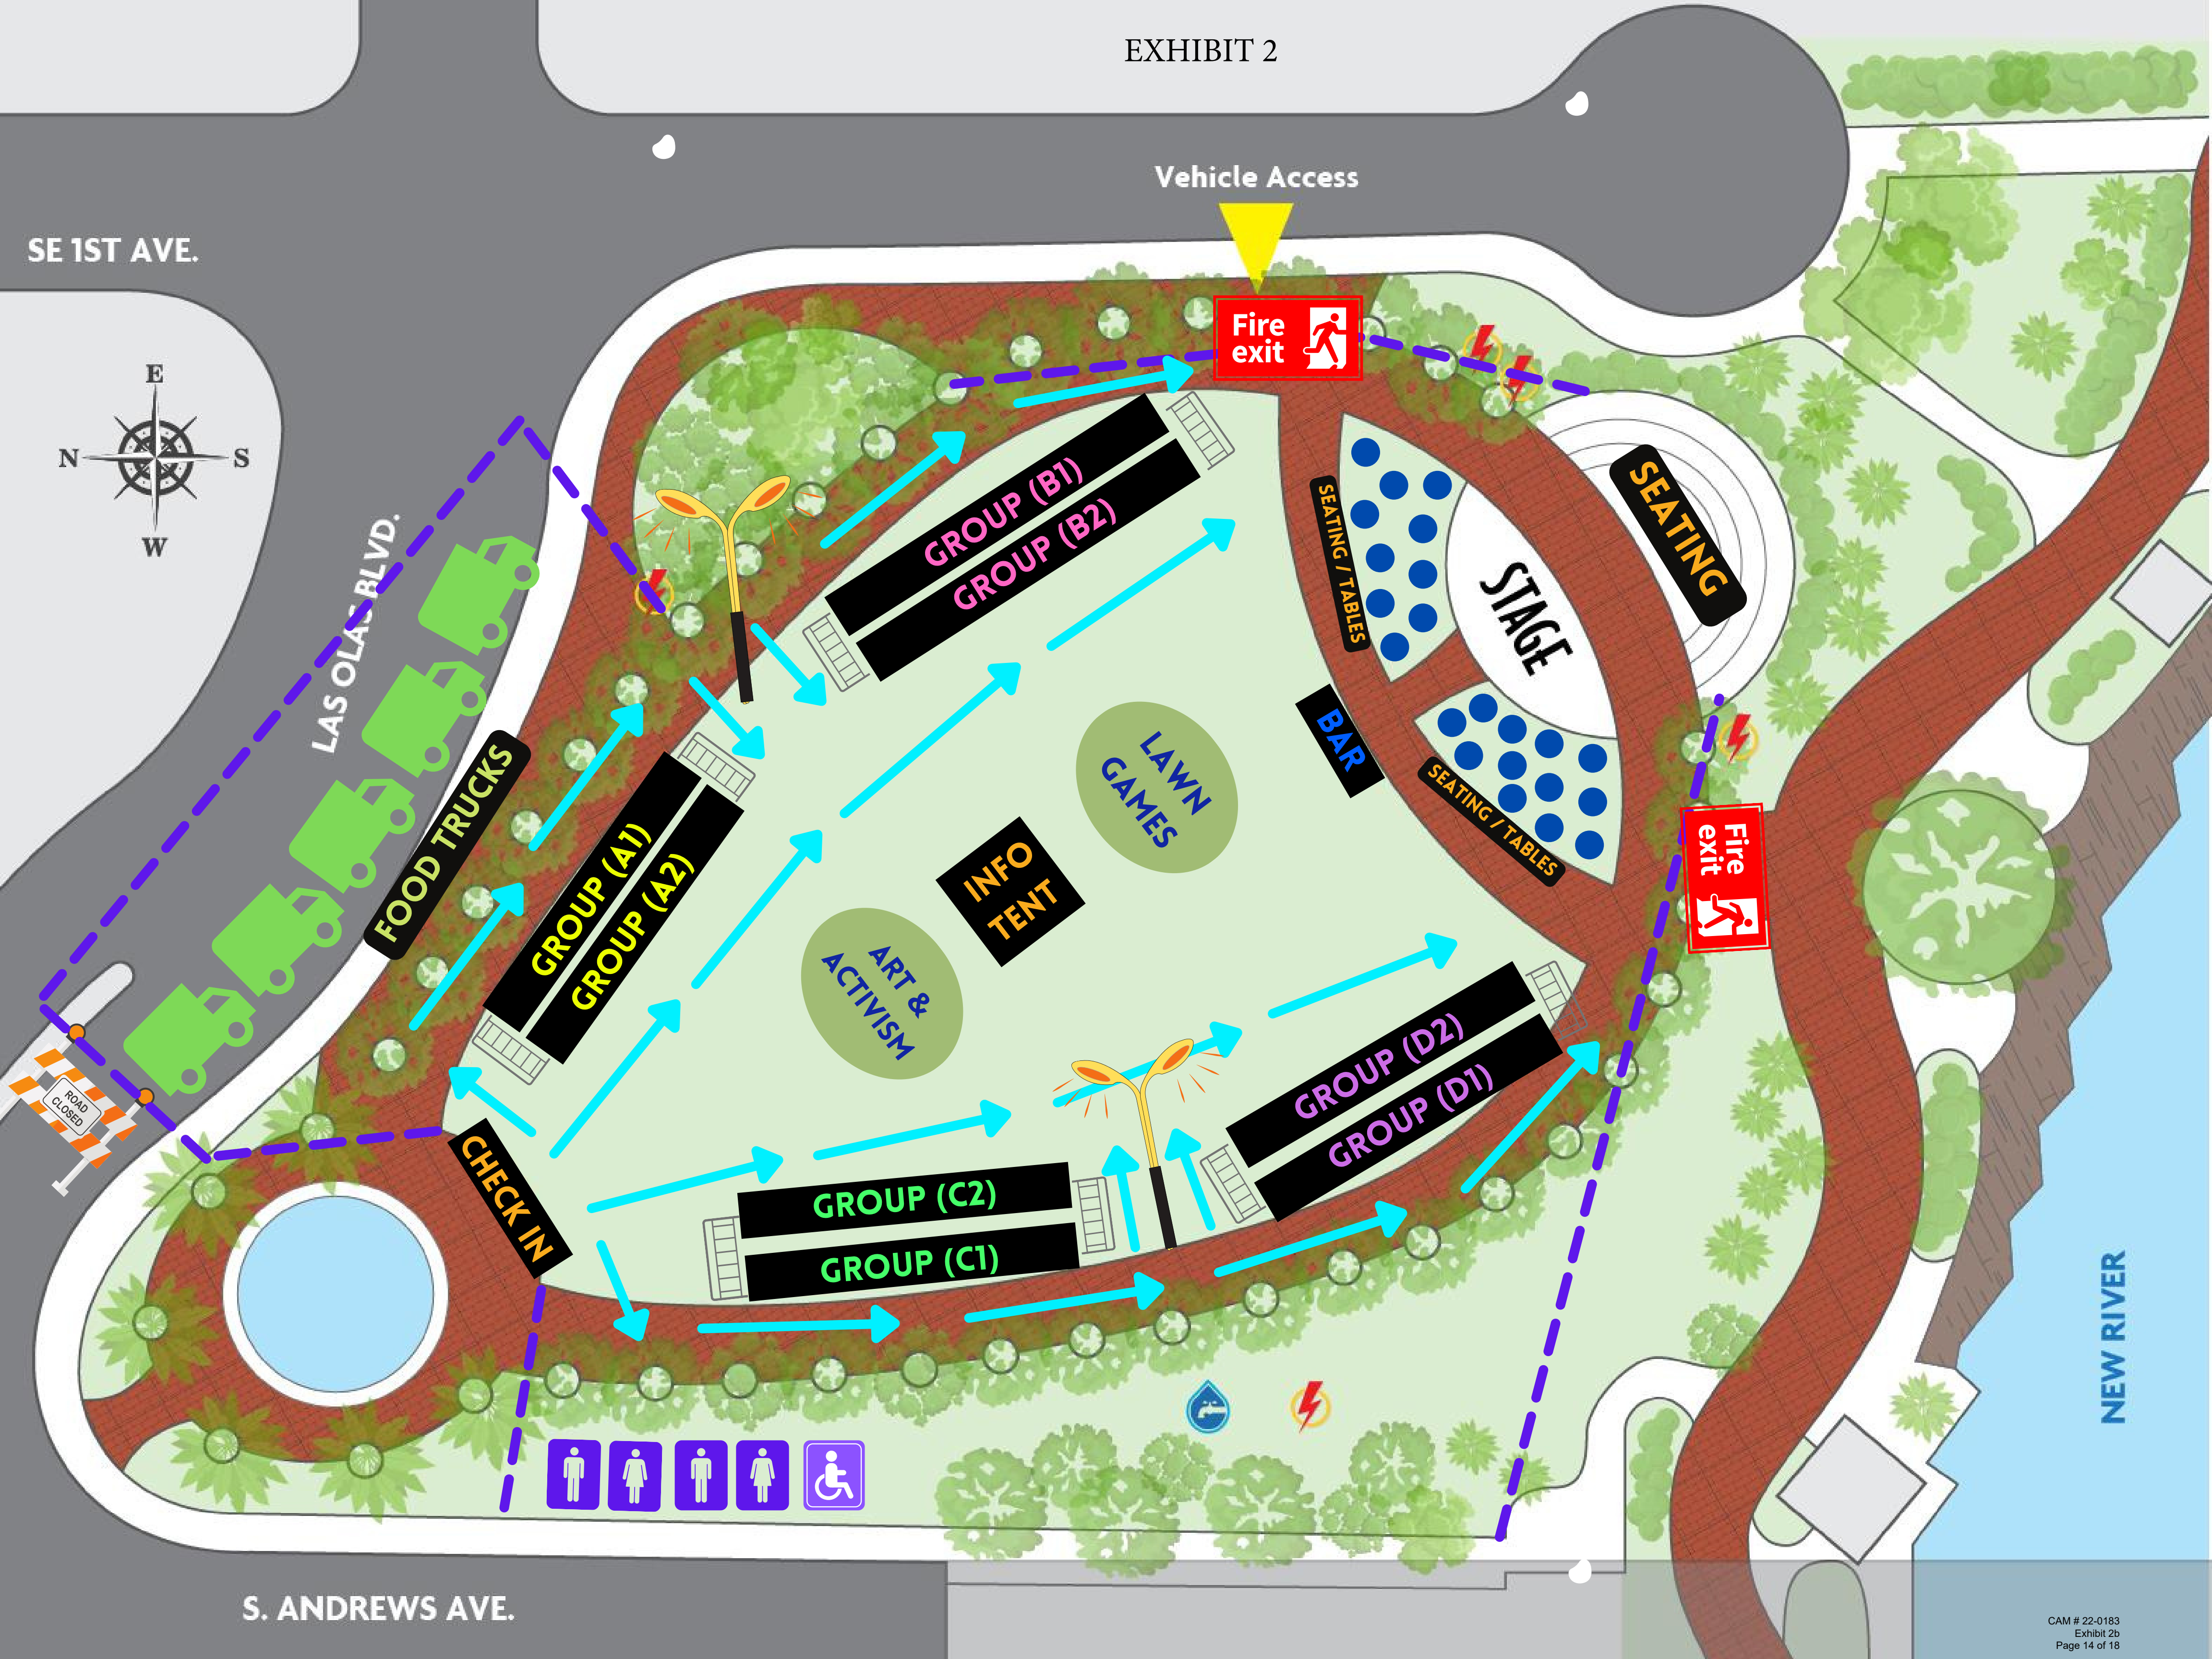 EXHIBIT 2
Vehicle Access
SE 1ST AVE.
Fire
exit
E
N
S
W
LAS OLAS BLVD.
FOOD TRUCKS
GROUP (B1)
GROUP (B2)
SEATING / TABLES
SEATING
STAGE
BAR
SEATING / TABLES
LAWN
GAMES
INFO
TENT
GROUP (A1)
GROUP (A2)
ART &
ACTIVISM
Fire
exit
ROAD
CLOSED
CHECK IN
GROUP (D2)
GROUP (D1)
GROUP (C2)
GROUP (C1)
NEW RIVER
S. ANDREWS AVE.
CAM # 22-0183
Exhibit 2b
Page 14 of 18